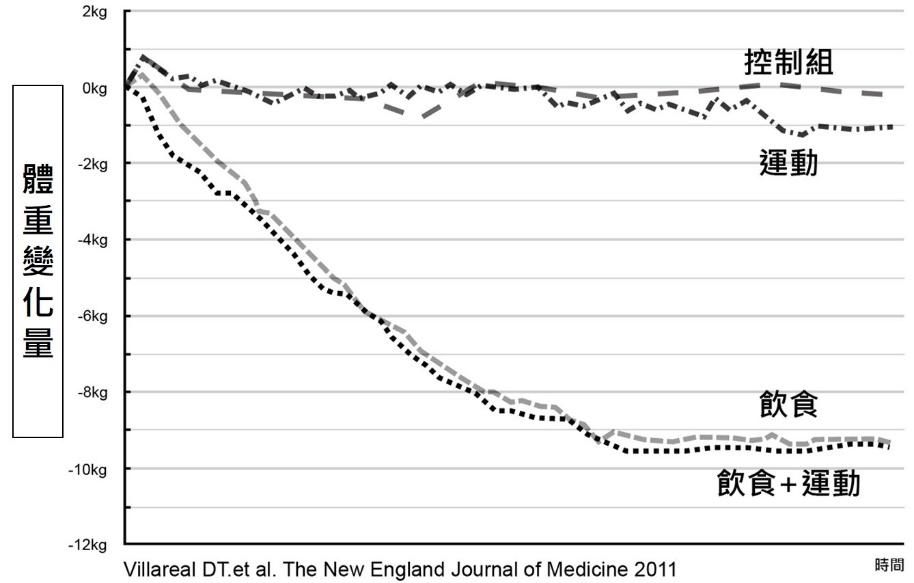 2kg
0kg
-2kg
-4kg
-6kg
-8kg
-10kg
-12kg
體重變化量
控制組
運動
飲食
飲食+運動
時間
Villareal DT.et al. The New England Journal of Medicine 2011